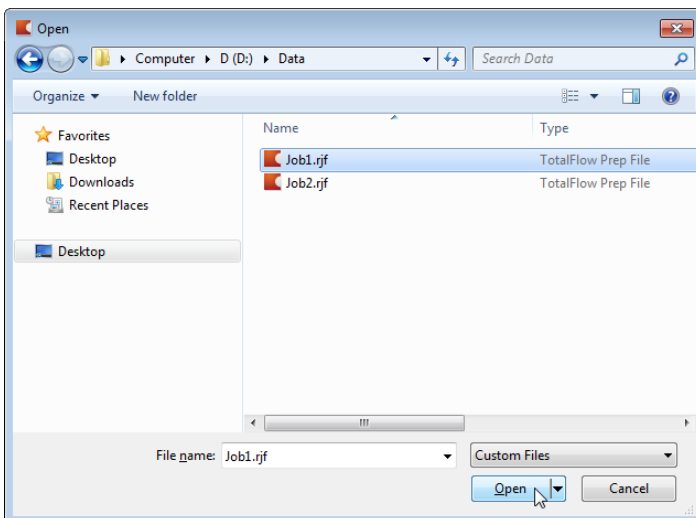 Open
Computer D (D:) Data Search Data
Organize New folder
Favorites
Desktop
Downloads
Recent Places
Desktop
Name Type
Job1.rjf TotalFlow Prep File
Job2.rjf TotalFlow Prep File
File name: Job1.rjf Custom Files
Open Cancel